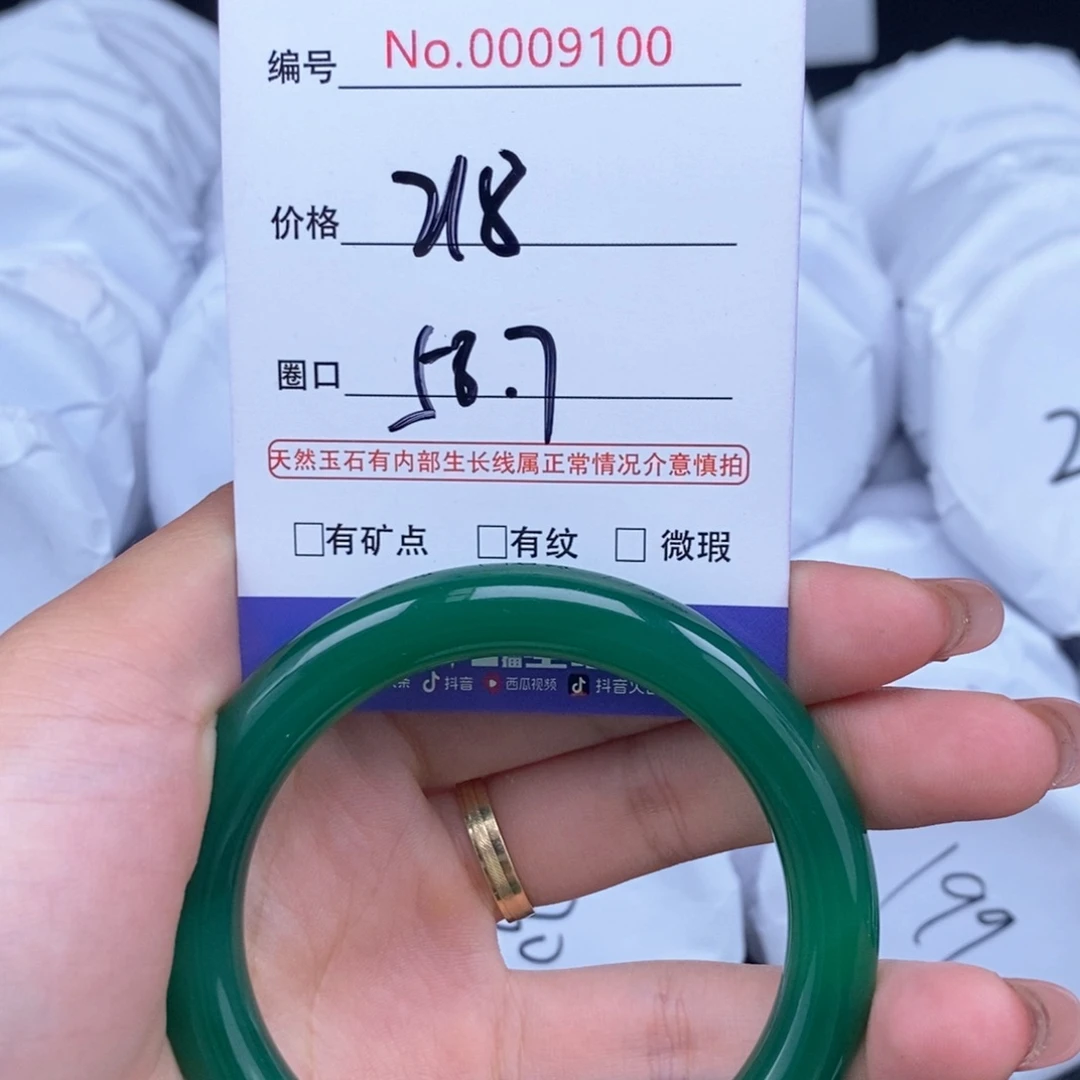 编号 No.0009100
价格 218
圈口 58.7
天然玉石有内部生长线属正常情况介意慎拍
□有矿点 □有纹 □ 微瑕
抖音 西瓜视频 抖音火
199